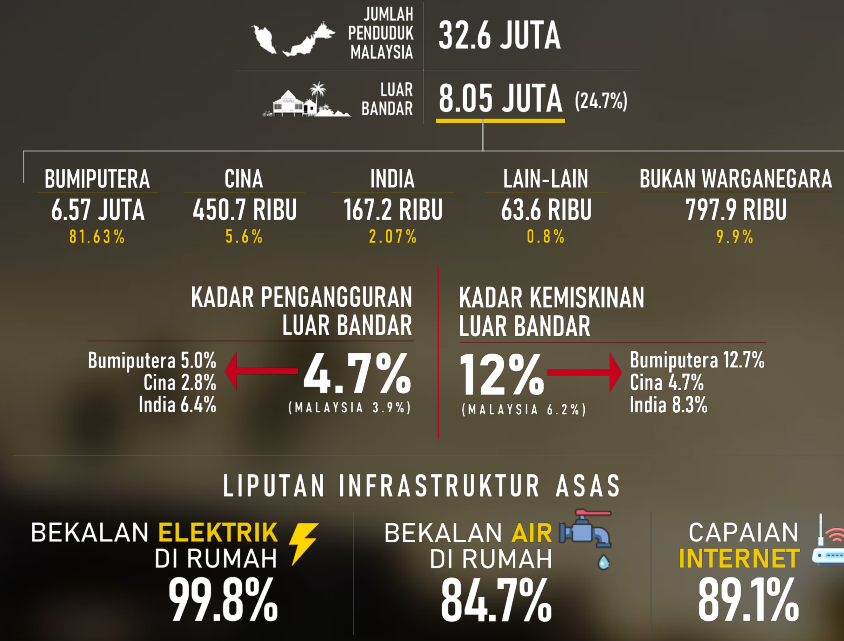 JUMLAH
PENDUDUK
MALAYSIA
32.6 JUTA
LUAR
BANDAR
8.05 JUTA (24.7%)
BUMIPUTERA
6.57 JUTA
81.63%
CINA
450.7 RIBU
5.6%
INDIA
167.2 RIBU
2.07%
LAIN-LAIN
63.6 RIBU
0.8%
BUKAN WARGANEGARA
797.9 RIBU
9.9%
KADAR PENGANGGURAN
LUAR BANDAR
4.7%
(MALAYSIA 3.9%)
Bumiputera 5.0%
Cina 2.8%
India 6.4%
KADAR KEMISKINAN
LUAR BANDAR
12%
(MALAYSIA 6.2%)
Bumiputera 12.7%
Cina 4.7%
India 8.3%
LIPUTAN INFRASTRUKTUR ASAS
BEKALAN ELEKTRIK
DI RUMAH
99.8%
BEKALAN AIR
DI RUMAH
84.7%
CAPAIAN
INTERNET
89.1%